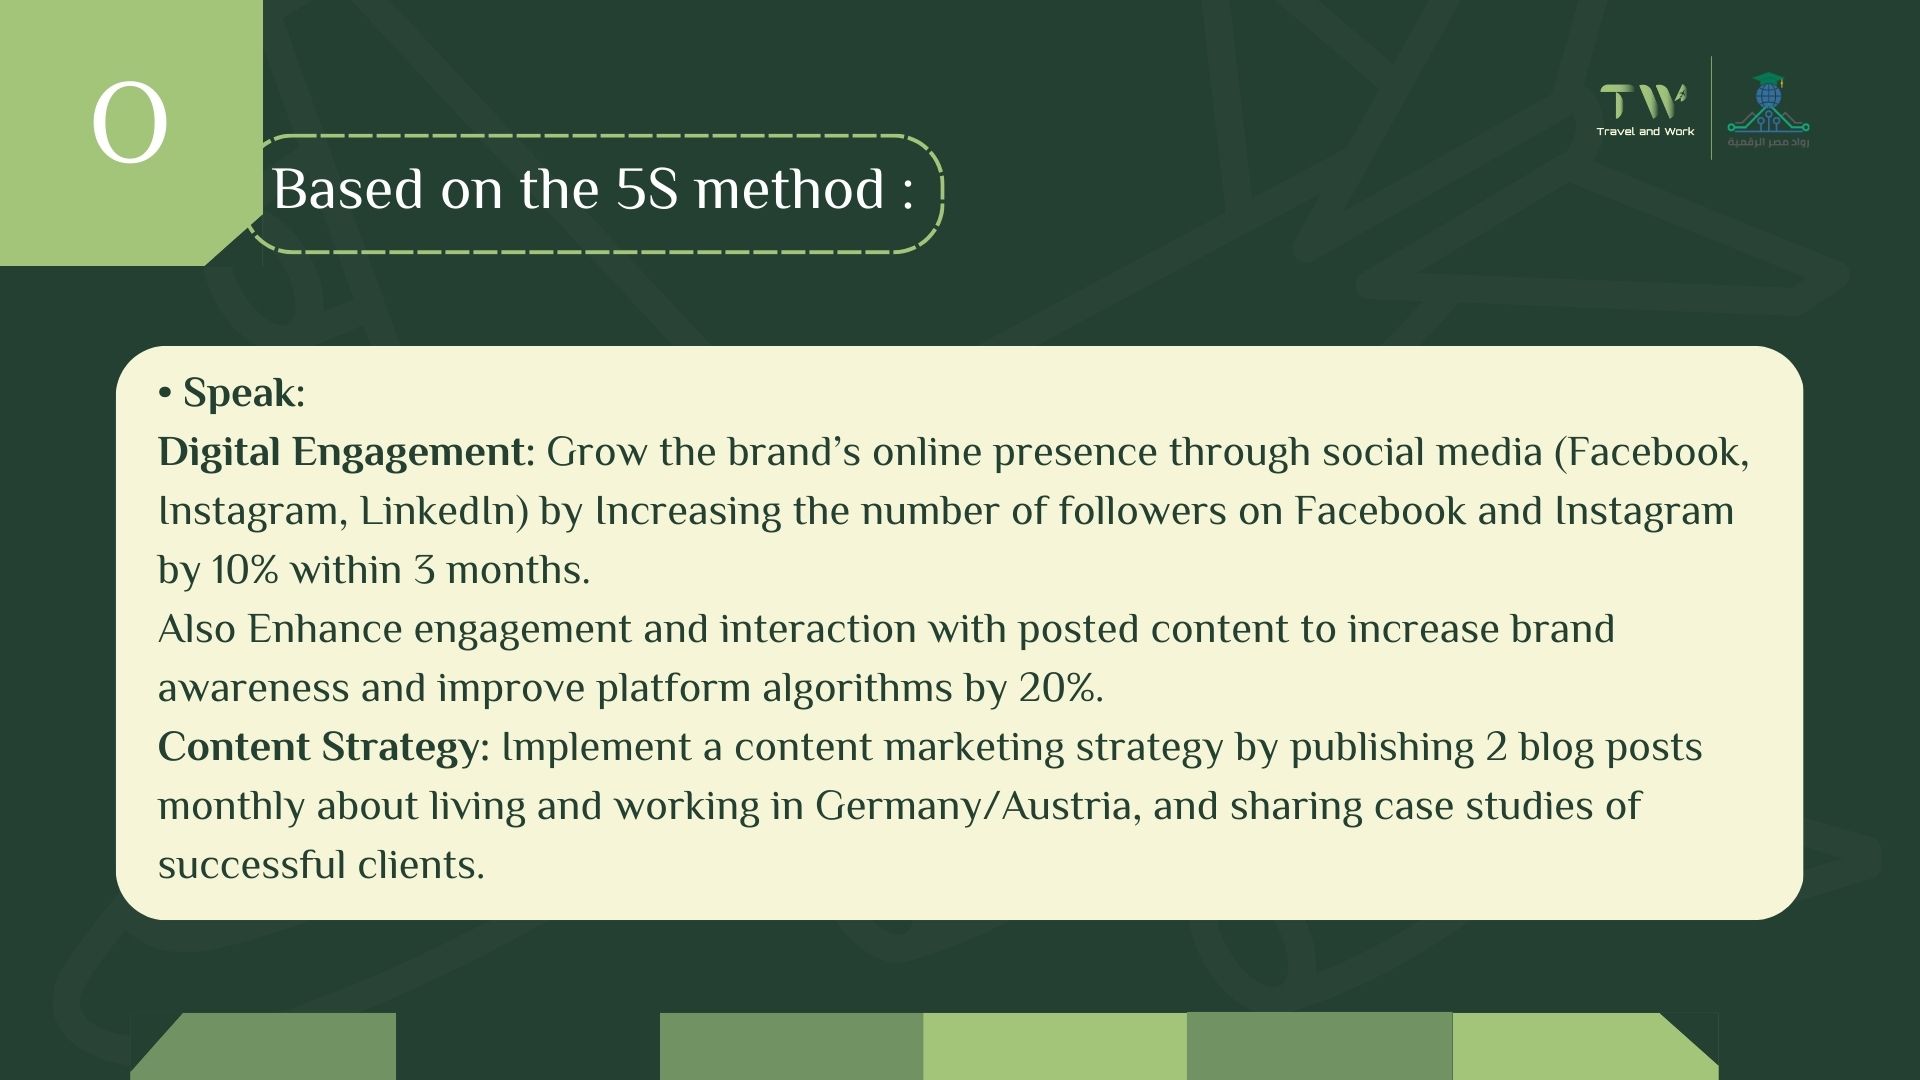 O
Based on the 5S method :
TW
Travel and Work
رواد مصر الرقمية
• Speak:
Digital Engagement: Grow the brand’s online presence through social media (Facebook,
Instagram, LinkedIn) by Increasing the number of followers on Facebook and Instagram
by 10% within 3 months.
Also Enhance engagement and interaction with posted content to increase brand
awareness and improve platform algorithms by 20%.
Content Strategy: Implement a content marketing strategy by publishing 2 blog posts
monthly about living and working in Germany/Austria, and sharing case studies of
successful clients.